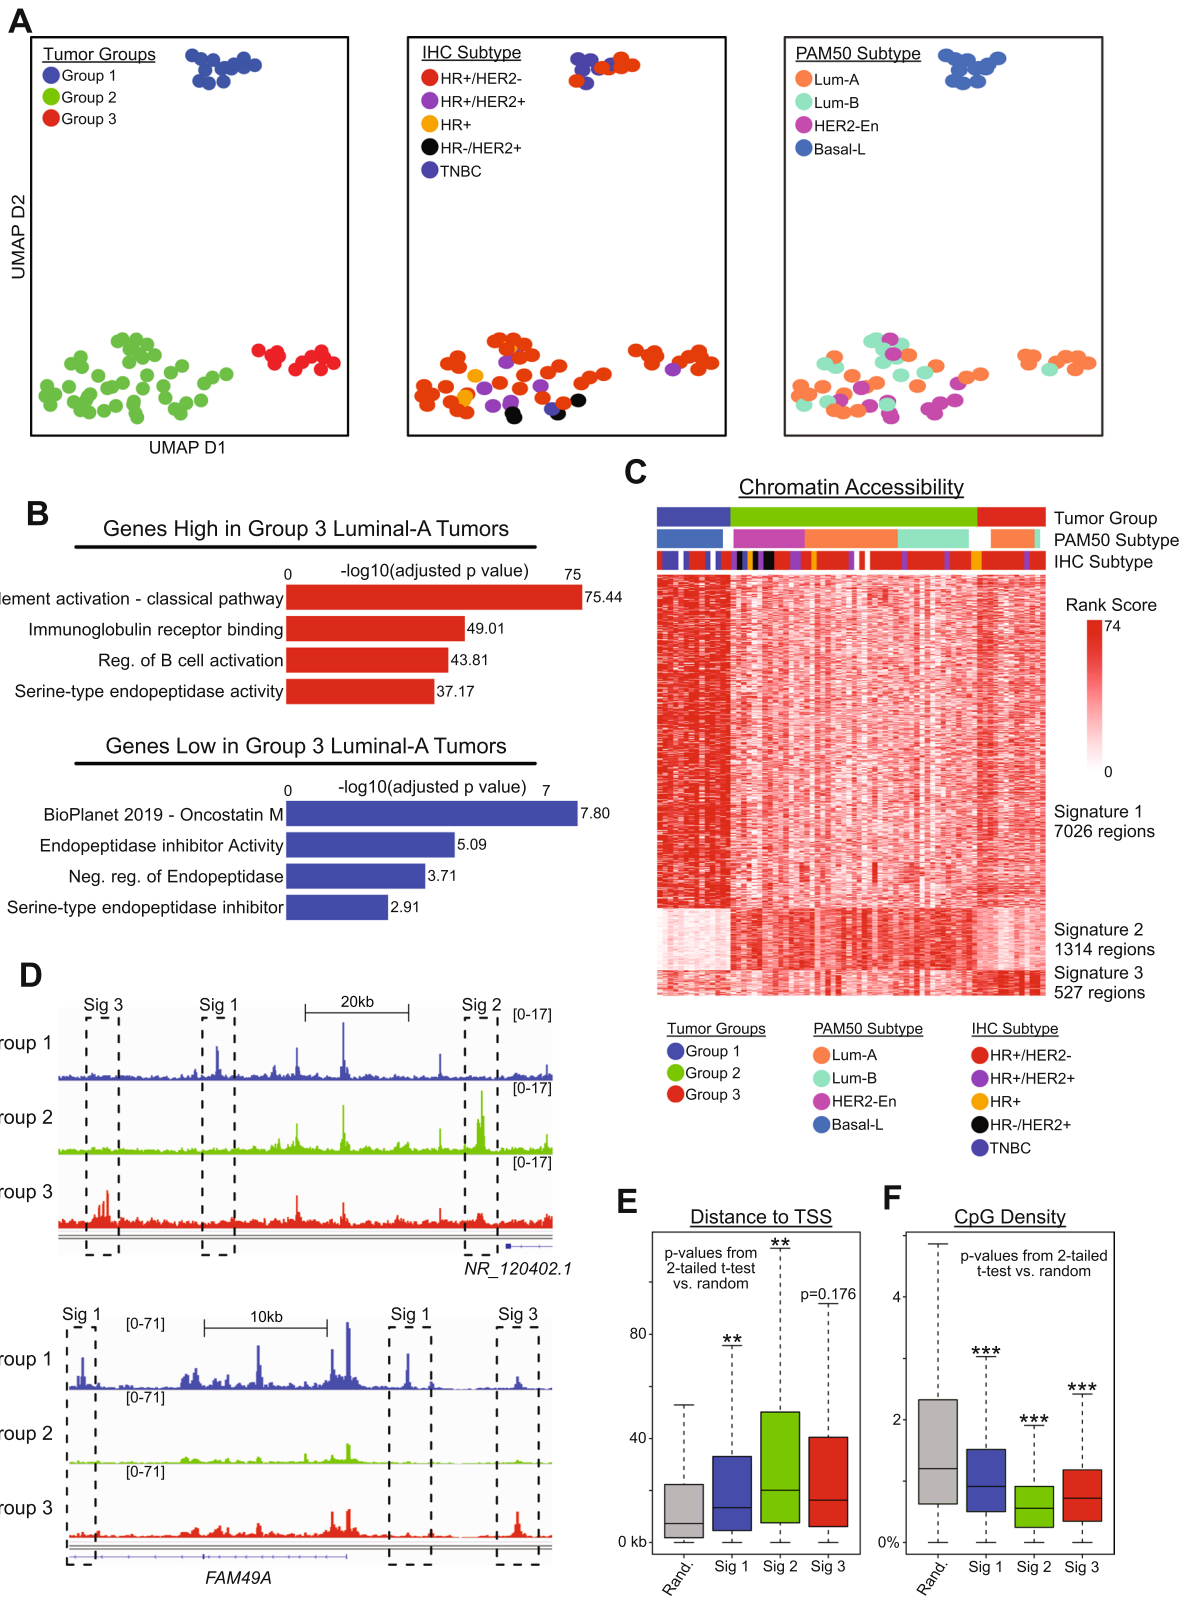 A
Tumor Groups
Group 1
Group 2
Group 3
IHC Subtype
HR+/HER2-
HR+/HER2+
HR+
HR-/HER2+
TNBC
PAM50 Subtype
Lum-A
Lum-B
HER2-En
Basal-L
UMAP D2
UMAP D1
B
Genes High in Group 3 Luminal-A Tumors
0 -log10(adjusted p value) 75
lement activation - classical pathway 75.44
Immunoglobulin receptor binding 49.01
Reg. of B cell activation 43.81
Serine-type endopeptidase activity 37.17
Genes Low in Group 3 Luminal-A Tumors
0 -log10(adjusted p value) 7
BioPlanet 2019 - Oncostatin M 7.80
Endopeptidase inhibitor Activity 5.09
Neg. reg. of Endopeptidase 3.71
Serine-type endopeptidase inhibitor 2.91
C
Chromatin Accessibility
Tumor Group
PAM50 Subtype
IHC Subtype
Rank Score
74
0
Signature 1
7026 regions
Signature 2
1314 regions
Signature 3
527 regions
Tumor Groups
Group 1
Group 2
Group 3
PAM50 Subtype
Lum-A
Lum-B
HER2-En
Basal-L
IHC Subtype
HR+/HER2-
HR+/HER2+
HR+
HR-/HER2+
TNBC
D
Sig 3 Sig 1 20kb Sig 2 [0-17]
roup 1
[0-17]
roup 2
[0-17]
roup 3
NR_120402.1
Sig 1 [0-71] 10kb Sig 1 Sig 3
roup 1
[0-71]
roup 2
[0-71]
roup 3
FAM49A
E
Distance to TSS
p-values from
2-tailed t-test
vs. random
**
**
p=0.176
80
40
0 kb
Rand. Sig 1 Sig 2 Sig 3
F
CpG Density
p-values from 2-tailed
t-test vs. random
***
***
***
4
2
0%
Rand. Sig 1 Sig 2 Sig 3